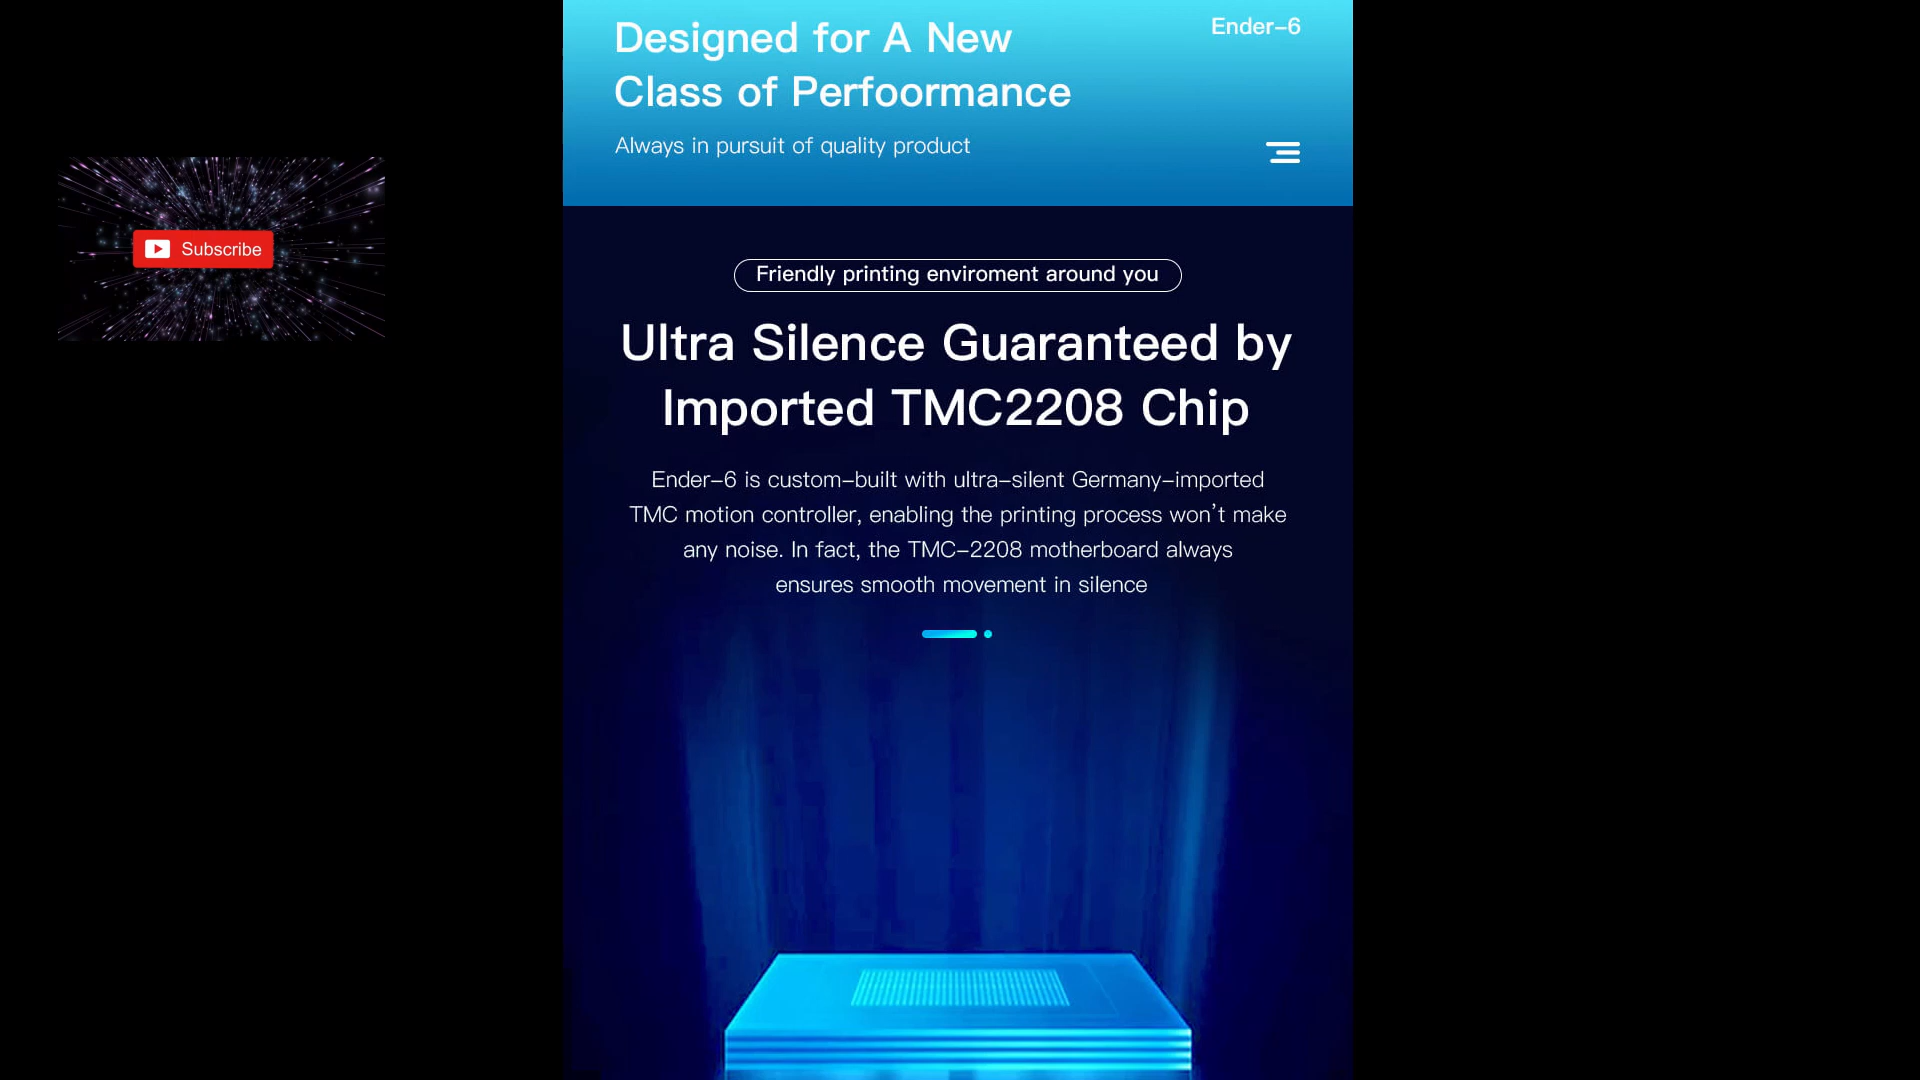 Designed for A New
Class of Perfoormance
Always in pursuit of quality product
Ender-6
Subscribe
Friendly printing enviroment around you
Ultra Silence Guaranteed by
Imported TMC2208 Chip
Ender-6 is custom-built with ultra-silent Germany-imported
TMC motion controller, enabling the printing process won't make
any noise. In fact, the TMC-2208 motherboard always
ensures smooth movement in silence